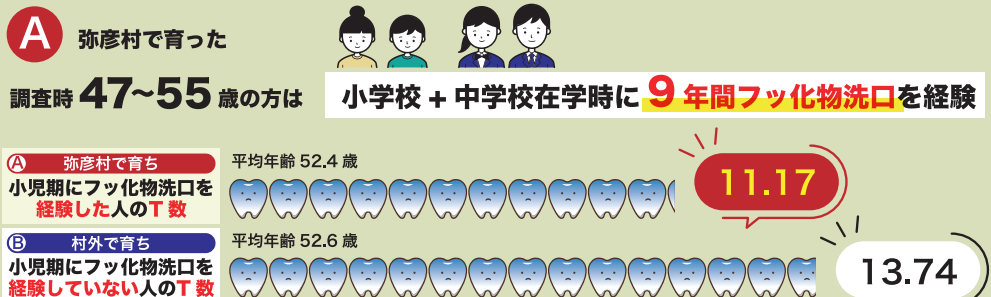 A 弥彦村で育った
調査時 47〜55 歳の方は
小学校 + 中学校在学時に 9 年間フッ化物洗口を経験
A 弥彦村で育ち
小児期にフッ化物洗口を
経験した人のT 数
平均年齢 52.4 歳
11.17
B 村外で育ち
小児期にフッ化物洗口を
経験していない人のT 数
平均年齢 52.6 歳
13.74